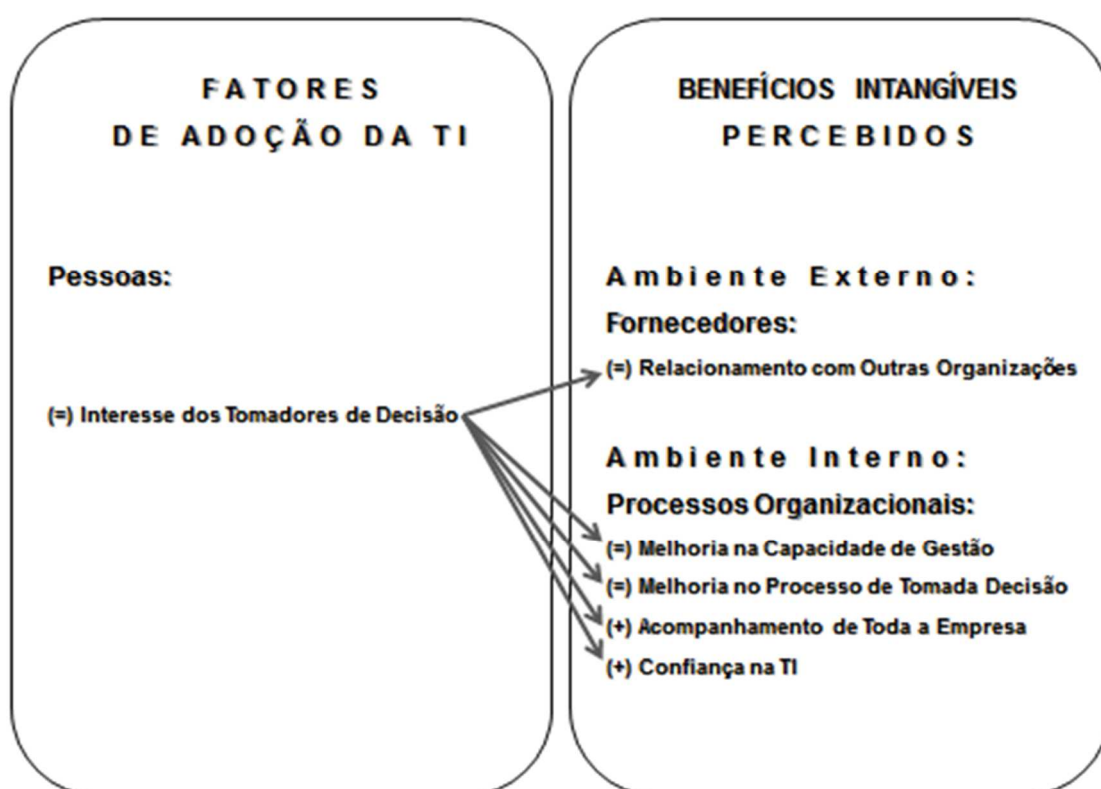 FATORES
DE ADOÇÃO DA TI
Pessoas:
(=) Interesse dos Tomadores de Decisão
BENEFÍCIOS INTANGÍVEIS
PERCEBIDOS
Ambiente Externo:
Fornecedores:
(=) Relacionamento com Outras Organizações
Ambiente Interno:
Processos Organizacionais:
(=) Melhoria na Capacidade de Gestão
(=) Melhoria no Processo de Tomada Decisão
(+) Acompanhamento de Toda a Empresa
(+) Confiança na TI